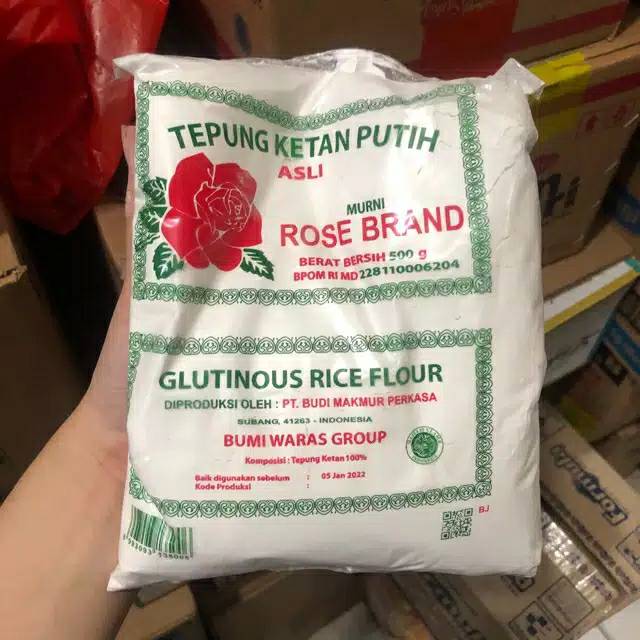 TEPUNG KETAN PUTIH
ASLI
MURNI
ROSE BRAND
BERAT BERSIH 500 g
BPOM RI MD 228110006204
GLUTINOUS RICE FLOUR
DIPRODUKSI OLEH : PT. BUDI MAKMUR PERKASA
SUBANG, 41263 - INDONESIA
BUMI WARAS GROUP
Komposisi : Tepung Ketan 100%
Baik digunakan sebelum : 05 Jan 2022
Kode Produksi :
BJ